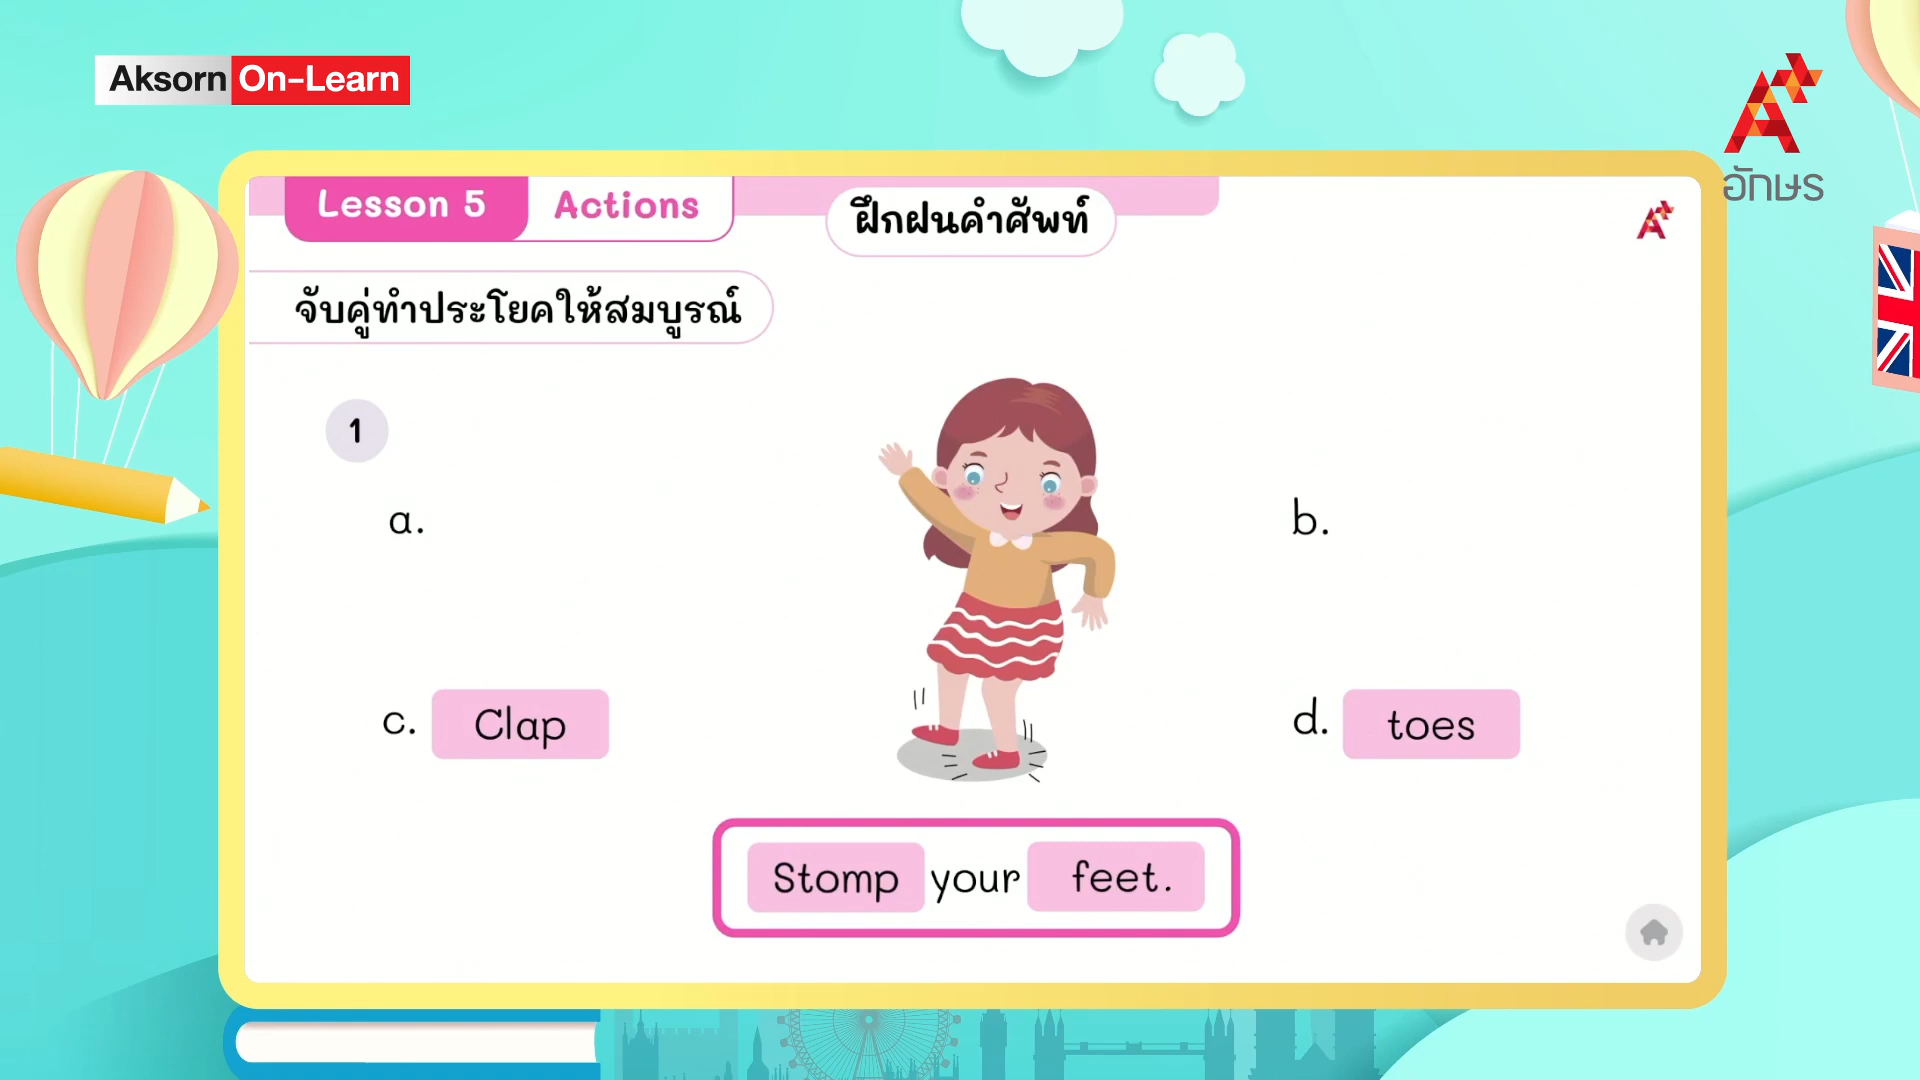 Aksorn On-Learn
อักษร
Lesson 5 Actions
ฝึกฝนคำศัพท์
จับคู่ทำประโยคให้สมบูรณ์
1
a.
b.
c. Clap
d. toes
Stomp your feet.